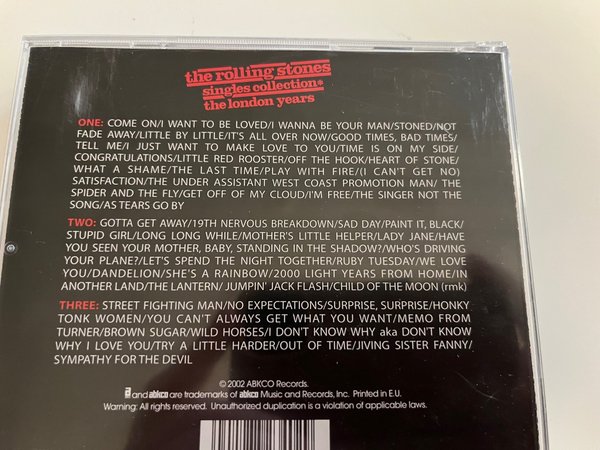 the rolling stones
singles collection*
the london years
ONE: COME ON/I WANT TO BE LOVED/I WANNA BE YOUR MAN/STONED/NOT
FADE AWAY/LITTLE BY LITTLE/IT'S ALL OVER NOW/GOOD TIMES, BAD TIMES/
TELL ME/I JUST WANT TO MAKE LOVE TO YOU/TIME IS ON MY SIDE/
CONGRATULATIONS/LITTLE RED ROOSTER/OFF THE HOOK/HEART OF STONE/
WHAT A SHAME/THE LAST TIME/PLAY WITH FIRE/(I CAN'T GET NO)
SATISFACTION/THE UNDER ASSISTANT WEST COAST PROMOTION MAN/ THE
SPIDER AND THE FLY/GET OFF OF MY CLOUD/I'M FREE/THE SINGER NOT THE
SONG/AS TEARS GO BY
TWO: GOTTA GET AWAY/19TH NERVOUS BREAKDOWN/SAD DAY/PAINT IT, BLACK/
STUPID GIRL/LONG LONG WHILE/MOTHER'S LITTLE HELPER/LADY JANE/HAVE
YOU SEEN YOUR MOTHER, BABY, STANDING IN THE SHADOW?/WHO'S DRIVING
YOUR PLANE?/LET'S SPEND THE NIGHT TOGETHER/RUBY TUESDAY/WE LOVE
YOU/DANDELION/SHE'S A RAINBOW/2000 LIGHT YEARS FROM HOME/IN
ANOTHER LAND/THE LANTERN/ JUMPIN' JACK FLASH/CHILD OF THE MOON (rmk)
THREE: STREET FIGHTING MAN/NO EXPECTATIONS/SURPRISE, SURPRISE/HONKY
TONK WOMEN/YOU CAN'T ALWAYS GET WHAT YOU WANT/MEMO FROM
TURNER/BROWN SUGAR/WILD HORSES/I DON'T KNOW WHY aka DON'T KNOW
WHY I LOVE YOU/TRY A LITTLE HARDER/OUT OF TIME/JIVING SISTER FANNY/
SYMPATHY FOR THE DEVIL
© 2002 ABKCO Records.
and abkco are trademarks of abkco Music and Records, Inc. Printed in E.U.
Warning: All rights reserved. Unauthorized duplication is a violation of applicable laws.